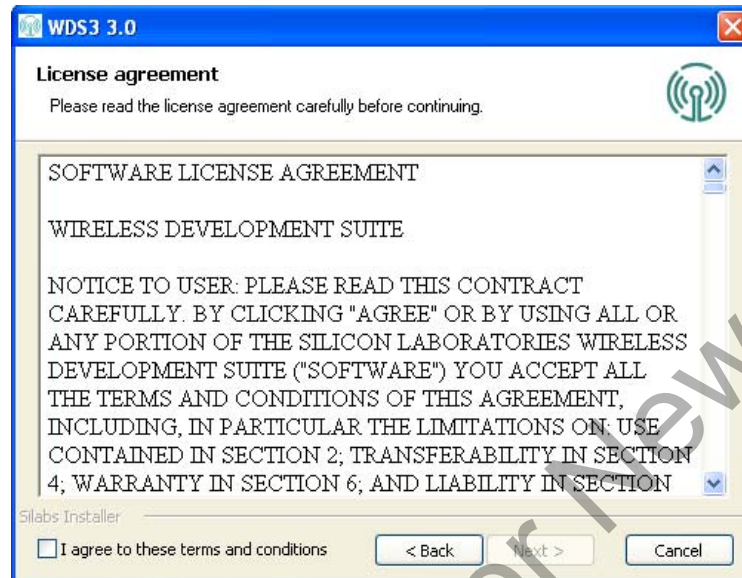 WDS3 3.0
License agreement
Please read the license agreement carefully before continuing.
SOFTWARE LICENSE AGREEMENT
WIRELESS DEVELOPMENT SUITE
NOTICE TO USER: PLEASE READ THIS CONTRACT
CAREFULLY. BY CLICKING "AGREE" OR BY USING ALL OR
ANY PORTION OF THE SILICON LABORATORIES WIRELESS
DEVELOPMENT SUITE ("SOFTWARE") YOU ACCEPT ALL
THE TERMS AND CONDITIONS OF THIS AGREEMENT,
INCLUDING, IN PARTICULAR THE LIMITATIONS ON: USE
CONTAINED IN SECTION 2; TRANSFERABILITY IN SECTION
4; WARRANTY IN SECTION 6; AND LIABILITY IN SECTION
Silabs Installer
I agree to these terms and conditions
< Back
Next >
Cancel
New